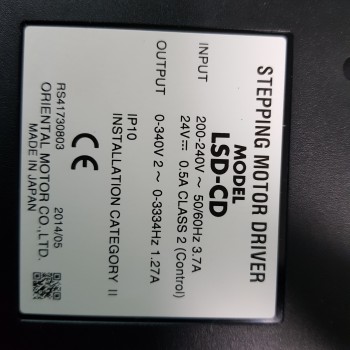 STEPPING MOTOR DRIVER
MODEL
LSD-CD
INPUT 200-240V ~ 50/60Hz 3.7A
24V⎓ 0.5A CLASS 2 (Control)
OUTPUT 0-340V 2 ~ 0-3334Hz 1.27A
IP10
INSTALLATION CATEGORY II
CE
RS41730803 2014/05
ORIENTAL MOTOR CO.,LTD.
MADE IN JAPAN